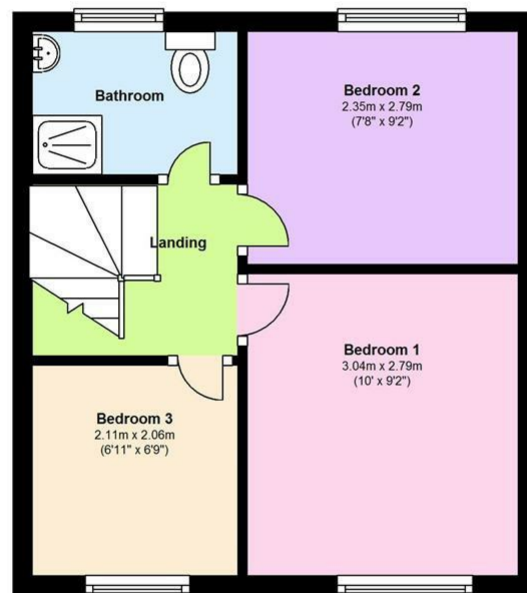 Bathroom
Bedroom 2
2.35m x 2.79m
(7'8" x 9'2")
Landing
Bedroom 1
3.04m x 2.79m
(10' x 9'2")
Bedroom 3
2.11m x 2.06m
(6'11" x 6'9")